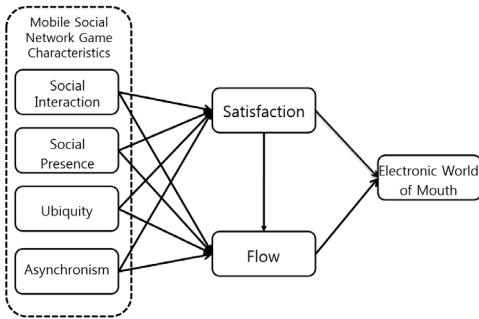 Mobile Social
Network Game
Characteristics
Social
Interaction
Social
Presence
Ubiquity
Asynchronism
Satisfaction
Flow
Electronic World
of Mouth